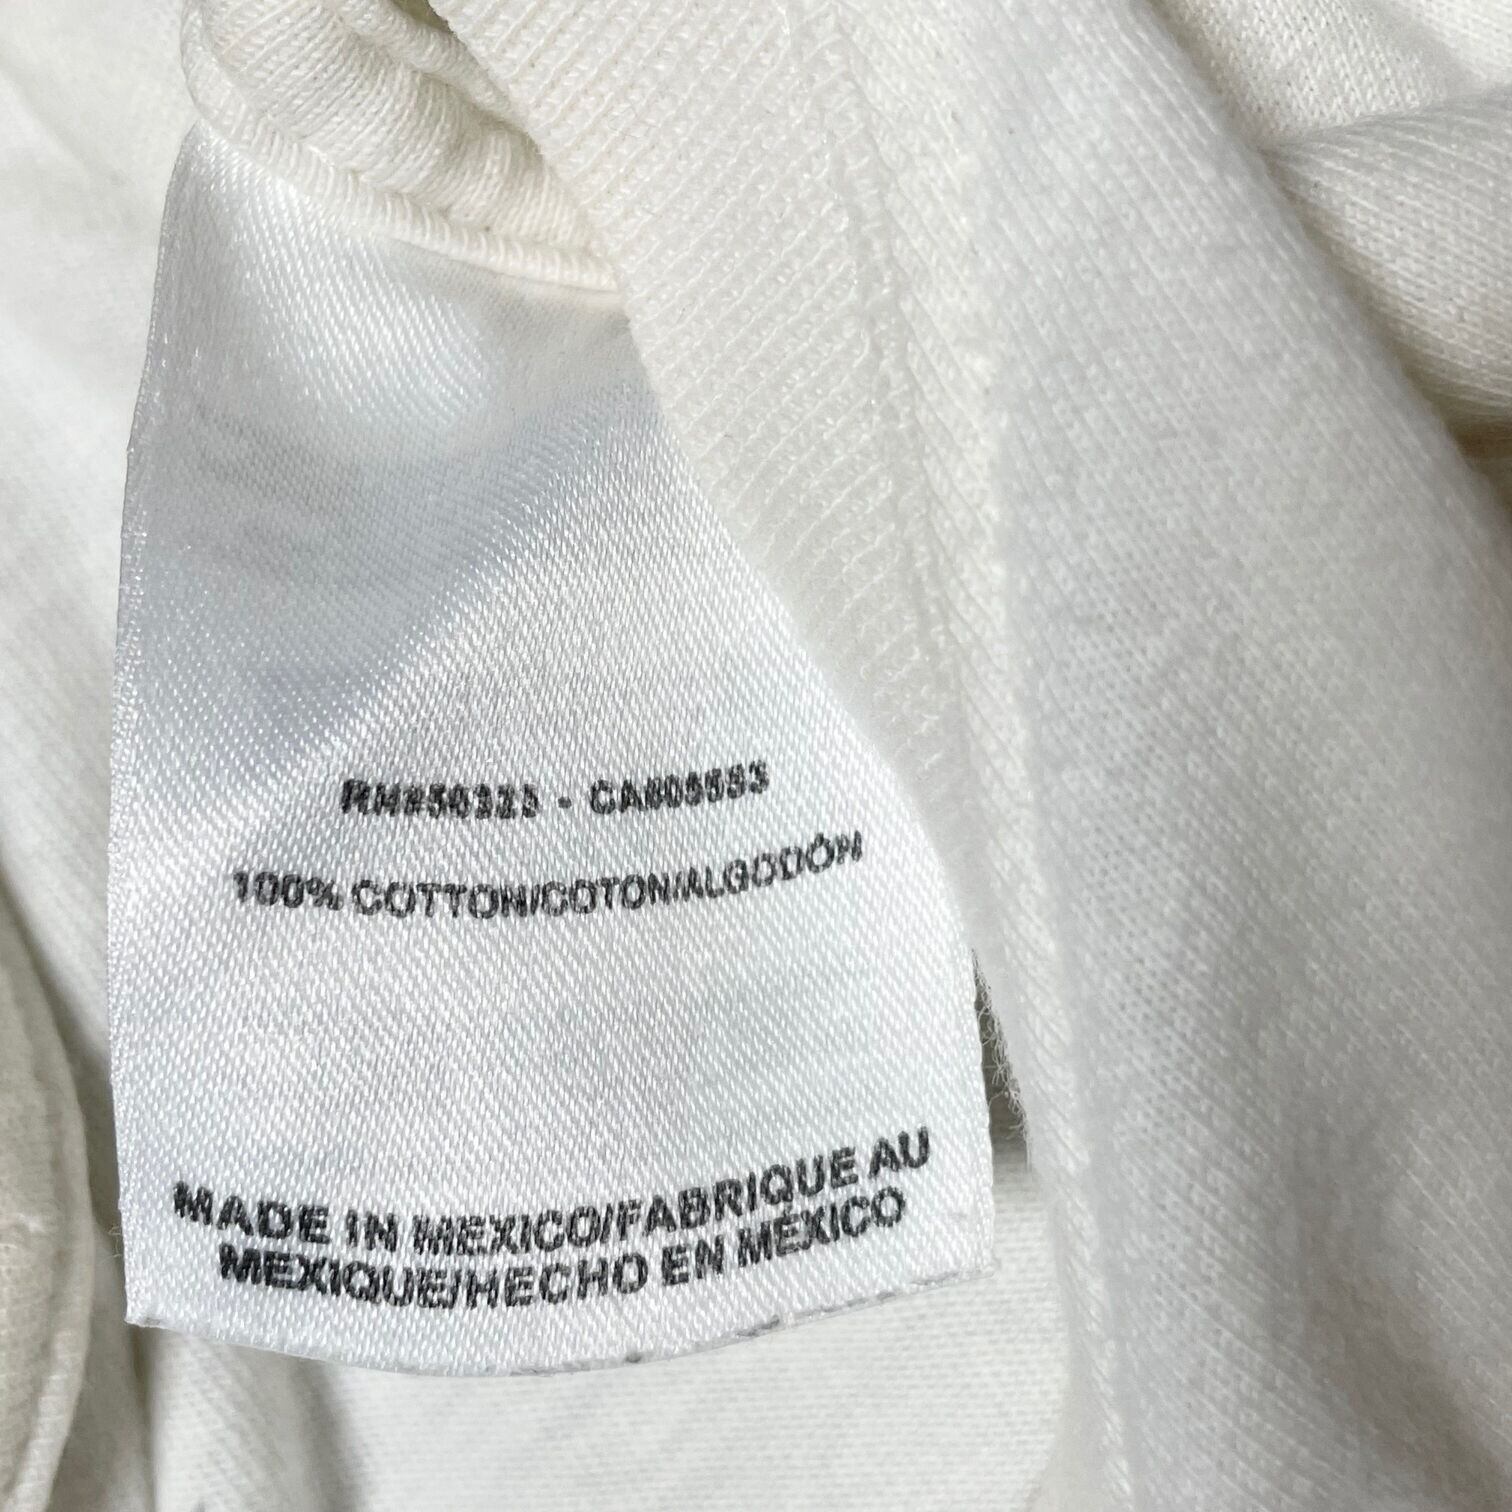 RN#56323 - CA#05553
100% COTTON/COTON/ALGODÓN
MADE IN MEXICO/FABRIQUE AU
MEXIQUE/HECHO EN MÉXICO